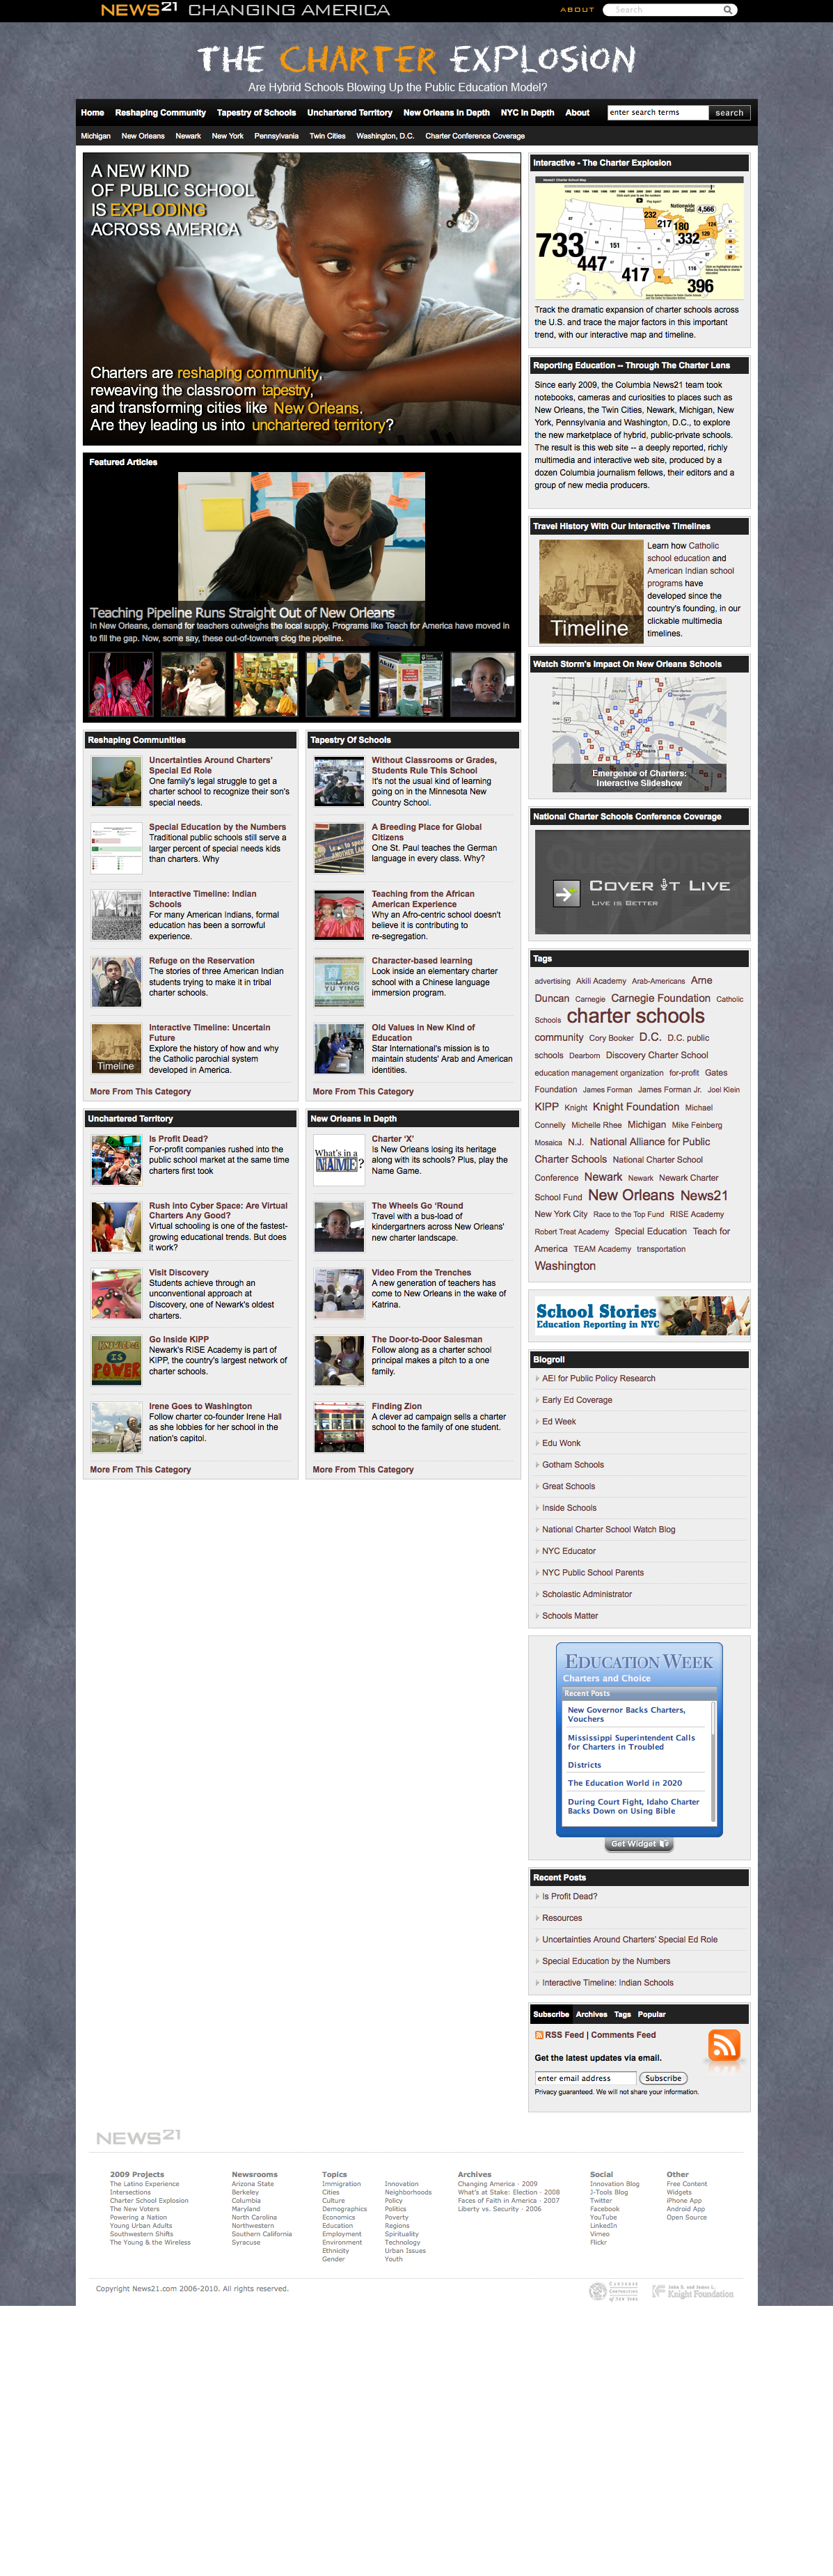 NEWS21 CHANGING AMERICA
ABOUT
Search
THE CHARTER EXPLOSION
Are Hybrid Schools Blowing Up the Public Education Model?
Home Reshaping Community Tapestry of Schools Unchartered Territory New Orleans In Depth NYC In Depth About
enter search terms search
Michigan New Orleans Newark New York Pennsylvania Twin Cities Washington, D.C. Charter Conference Coverage
A NEW KIND
OF PUBLIC SCHOOL
IS EXPLODING
ACROSS AMERICA
Charters are reshaping community,
reweaving the classroom tapestry,
and transforming cities like New Orleans.
Are they leading us into unchartered territory?
Featured Articles
Teaching Pipeline Runs Straight Out of New Orleans
In New Orleans, demand for teachers outweighs the local supply. Programs like Teach for America have moved in
to fill the gap. Now, some say, these out-of-towners clog the pipeline.
Reshaping Communities
Uncertainties Around Charters'
Special Ed Role
One family's legal struggle to get a
charter school to recognize their son's
special needs.
Special Education by the Numbers
Traditional public schools still serve a
larger percent of special needs kids
than charters. Why
Interactive Timeline: Indian
Schools
For many American Indians, formal
education has been a sorrowful
experience.
Refuge on the Reservation
The stories of three American Indian
students trying to make it in tribal
charter schools.
Timeline
Interactive Timeline: Uncertain
Future
Explore the history of how and why
the Catholic parochial system
developed in America.
More From This Category
Tapestry Of Schools
Without Classrooms or Grades,
Students Rule This School
It's not the usual kind of learning
going on in the Minnesota New
Country School.
A Breeding Place for Global
Citizens
One St. Paul teaches the German
language in every class. Why?
Teaching from the African
American Experience
Why an Afro-centric school doesn't
believe it is contributing to
re-segregation.
Character-based learning
Look inside an elementary charter
school with a Chinese language
immersion program.
YU YING
Old Values in New Kind of
Education
Star International's mission is to
maintain students' Arab and American
identities.
More From This Category
Unchartered Territory
Is Profit Dead?
For-profit companies rushed into the
public school market at the same time
charters first took
Rush into Cyber Space: Are Virtual
Charters Any Good?
Virtual schooling is one of the fastest-
growing educational trends. But does
it work?
Visit Discovery
Students achieve through an
unconventional approach at
Discovery, one of Newark's oldest
charters.
KNOWLEDGE
IS
POWER
Go Inside KIPP
Newark's RISE Academy is part of
KIPP, the country's largest network of
charter schools.
Irene Goes to Washington
Follow charter co-founder Irene Hall
as she lobbies for her school in the
nation's capitol.
More From This Category
New Orleans In Depth
What's in a
NAME?
Charter 'X'
Is New Orleans losing its heritage
along with its schools? Plus, play the
Name Game.
The Wheels Go 'Round
Travel with a bus-load of
kindergartners across New Orleans'
new charter landscape.
Video From the Trenches
A new generation of teachers has
come to New Orleans in the wake of
Katrina.
The Door-to-Door Salesman
Follow along as a charter school
principal makes a pitch to a one
family.
Finding Zion
A clever ad campaign sells a charter
school to the family of one student.
More From This Category
Interactive - The Charter Explosion
Nationwide
Total 4,566
232
217 180
332
733
447
417
396
151
Track the dramatic expansion of charter schools across
the U.S. and trace the major factors in this important
trend, with our interactive map and timeline.
Reporting Education -- Through The Charter Lens
Since early 2009, the Columbia News21 team took
notebooks, cameras and curiosities to places such as
New Orleans, the Twin Cities, Newark, Michigan, New
York, Pennsylvania and Washington, D.C., to explore
the new marketplace of hybrid, public-private schools.
The result is this web site -- a deeply reported, richly
multimedia and interactive web site, produced by a
dozen Columbia journalism fellows, their editors and a
group of new media producers.
Travel History With Our Interactive Timelines
Timeline
Learn how Catholic
school education and
American Indian school
programs have
developed since the
country's founding, in our
clickable multimedia
timelines.
Watch Storm's Impact On New Orleans Schools
Emergence of Charters:
Interactive Slideshow
National Charter Schools Conference Coverage
COVER IT LIVE
LIVE IS BETTER
Tags
advertising Akili Academy Arab-Americans Arne
Duncan Carnegie Carnegie Foundation Catholic
Schools charter schools
community Cory Booker D.C. D.C. public
schools Dearborn Discovery Charter School
education management organization for-profit Gates
Foundation James Forman James Forman Jr. Joel Klein
KIPP Knight Knight Foundation Michael
Connelly Michelle Rhee Michigan Mike Feinberg
Mosaica N.J. National Alliance for Public
Charter Schools National Charter School
Conference Newark Newark Newark Charter
School Fund New Orleans News21
New York City Race to the Top Fund RISE Academy
Robert Treat Academy Special Education Teach for
America TEAM Academy transportation
Washington
School Stories
Education Reporting in NYC
Blogroll
AEI for Public Policy Research
Early Ed Coverage
Ed Week
Edu Wonk
Gotham Schools
Great Schools
Inside Schools
National Charter School Watch Blog
NYC Educator
NYC Public School Parents
Scholastic Administrator
Schools Matter
EDUCATION WEEK
Charters and Choice
Recent Posts
New Governor Backs Charters,
Vouchers
Mississippi Superintendent Calls
for Charters in Troubled
Districts
The Education World in 2020
During Court Fight, Idaho Charter
Backs Down on Using Bible
Get Widget
Recent Posts
Is Profit Dead?
Resources
Uncertainties Around Charters' Special Ed Role
Special Education by the Numbers
Interactive Timeline: Indian Schools
Subscribe Archives Tags Popular
RSS Feed | Comments Feed
Get the latest updates via email.
enter email address Subscribe
Privacy guaranteed. We will not share your information.
NEWS21
2009 Projects
The Latino Experience
Intersections
Charter School Explosion
The New Voters
Powering a Nation
Young Urban Adults
Southwestern Shifts
The Young & the Wireless
Newsrooms
Arizona State
Berkeley
Columbia
Maryland
North Carolina
Northwestern
Southern California
Syracuse
Topics
Immigration
Cities
Culture
Demographics
Economics
Education
Employment
Environment
Ethnicity
Gender
Innovation
Neighborhoods
Policy
Politics
Poverty
Regions
Spirituality
Technology
Urban Issues
Youth
Archives
Changing America - 2009
What's at Stake: Election - 2008
Faces of Faith in America - 2007
Liberty vs. Security - 2006
Social
Innovation Blog
J-Tools Blog
Twitter
Facebook
YouTube
LinkedIn
Vimeo
Flickr
Other
Free Content
Widgets
iPhone App
Android App
Open Source
Copyright News21.com 2006-2010. All rights reserved.
Knight Foundation